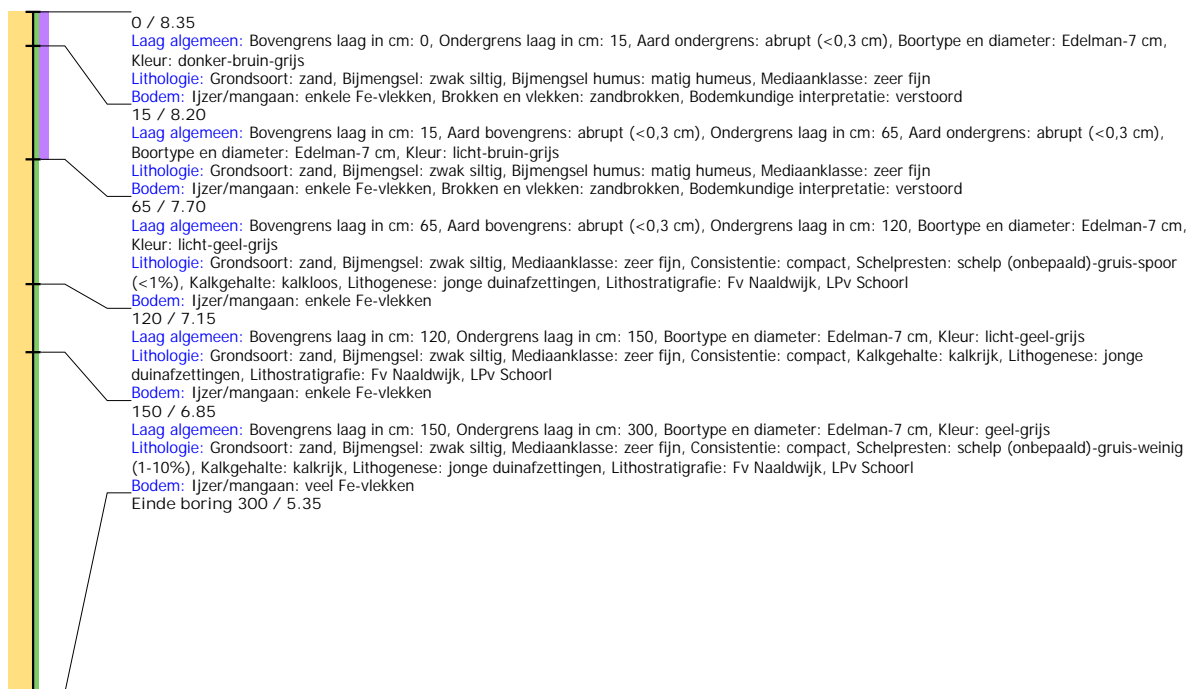 0 / 8.35
Laag algemeen: Bovengrens laag in cm: 0, Ondergrens laag in cm: 15, Aard ondergrens: abrupt (<0,3 cm), Boortype en diameter: Edelman-7 cm,
Kleur: donker-bruin-grijs
Lithologie: Grondsoort: zand, Bijmengsel: zwak siltig, Bijmengsel humus: matig humeus, Mediaanklasse: zeer fijn
Bodem: Ijzer/mangaan: enkele Fe-vlekken, Brokken en vlekken: zandbrokken, Bodemkundige interpretatie: verstoord
15 / 8.20
Laag algemeen: Bovengrens laag in cm: 15, Aard bovengrens: abrupt (<0,3 cm), Ondergrens laag in cm: 65, Aard ondergrens: abrupt (<0,3 cm),
Boortype en diameter: Edelman-7 cm, Kleur: licht-bruin-grijs
Lithologie: Grondsoort: zand, Bijmengsel: zwak siltig, Bijmengsel humus: matig humeus, Mediaanklasse: zeer fijn
Bodem: Ijzer/mangaan: enkele Fe-vlekken, Brokken en vlekken: zandbrokken, Bodemkundige interpretatie: verstoord
65 / 7.70
Laag algemeen: Bovengrens laag in cm: 65, Aard bovengrens: abrupt (<0,3 cm), Ondergrens laag in cm: 120, Boortype en diameter: Edelman-7 cm,
Kleur: licht-geel-grijs
Lithologie: Grondsoort: zand, Bijmengsel: zwak siltig, Mediaanklasse: zeer fijn, Consistentie: compact, Schelpresten: schelp (onbepaald)-gruis-spoor
(<1%), Kalkgehalte: kalkloos, Lithogenese: jonge duinafzettingen, Lithostratigrafie: Fv Naaldwijk, LPv Schoorl
Bodem: Ijzer/mangaan: enkele Fe-vlekken
120 / 7.15
Laag algemeen: Bovengrens laag in cm: 120, Ondergrens laag in cm: 150, Boortype en diameter: Edelman-7 cm, Kleur: licht-geel-grijs
Lithologie: Grondsoort: zand, Bijmengsel: zwak siltig, Mediaanklasse: zeer fijn, Consistentie: compact, Kalkgehalte: kalkrijk, Lithogenese: jonge
duinafzettingen, Lithostratigrafie: Fv Naaldwijk, LPv Schoorl
Bodem: Ijzer/mangaan: enkele Fe-vlekken
150 / 6.85
Laag algemeen: Bovengrens laag in cm: 150, Ondergrens laag in cm: 300, Boortype en diameter: Edelman-7 cm, Kleur: geel-grijs
Lithologie: Grondsoort: zand, Bijmengsel: zwak siltig, Mediaanklasse: zeer fijn, Consistentie: compact, Schelpresten: schelp (onbepaald)-gruis-weinig
(1-10%), Kalkgehalte: kalkrijk, Lithogenese: jonge duinafzettingen, Lithostratigrafie: Fv Naaldwijk, LPv Schoorl
Bodem: Ijzer/mangaan: veel Fe-vlekken
Einde boring 300 / 5.35